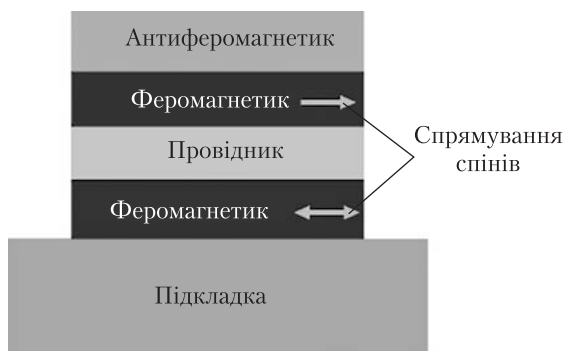 Антиферомагнетик
Феромагнетик
Провідник
Спрямування
спінів
Феромагнетик
Підкладка